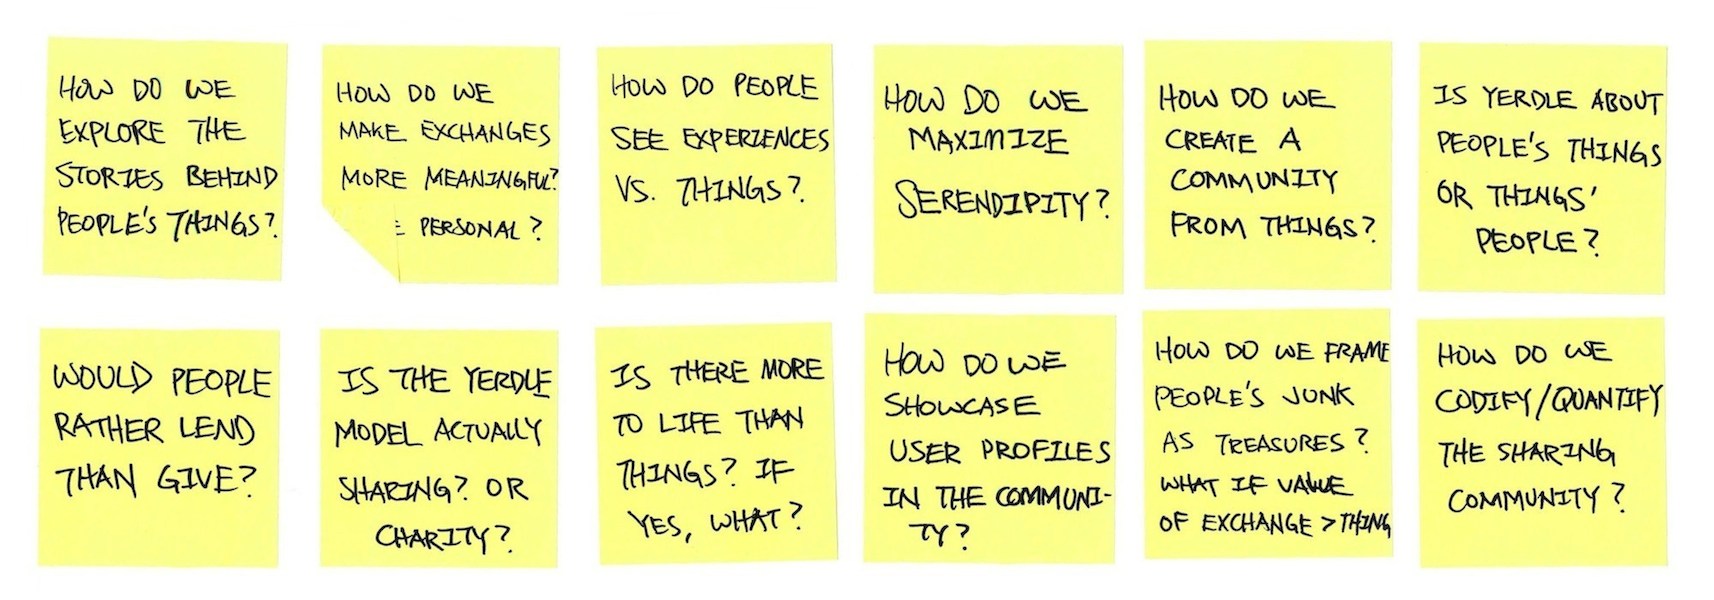 HOW DO WE
EXPLORE THE
STORIES BEHIND
PEOPLE'S THINGS?
HOW DO WE
MAKE EXCHANGES
MORE MEANINGFUL?
PERSONAL?
HOW DO PEOPLE
SEE EXPERIENCES
VS. THINGS?
HOW DO WE
MAXIMIZE
SERENDIPITY?
HOW DO WE
CREATE A
COMMUNITY
FROM THINGS?
IS YERDLE ABOUT
PEOPLE'S THINGS
OR THINGS'
PEOPLE?
WOULD PEOPLE
RATHER LEND
THAN GIVE?
IS THE YERDLE
MODEL ACTUALLY
SHARING? OR
CHARITY?
IS THERE MORE
TO LIFE THAN
THINGS? IF
YES, WHAT?
HOW DO WE
SHOWCASE
USER PROFILES
IN THE COMMUNI-
TY?
HOW DO WE FRAME
PEOPLE'S JUNK
AS TREASURES?
WHAT IF VALUE
OF EXCHANGE > THING
HOW DO WE
CODIFY/QUANTIFY
THE SHARING
COMMUNITY?